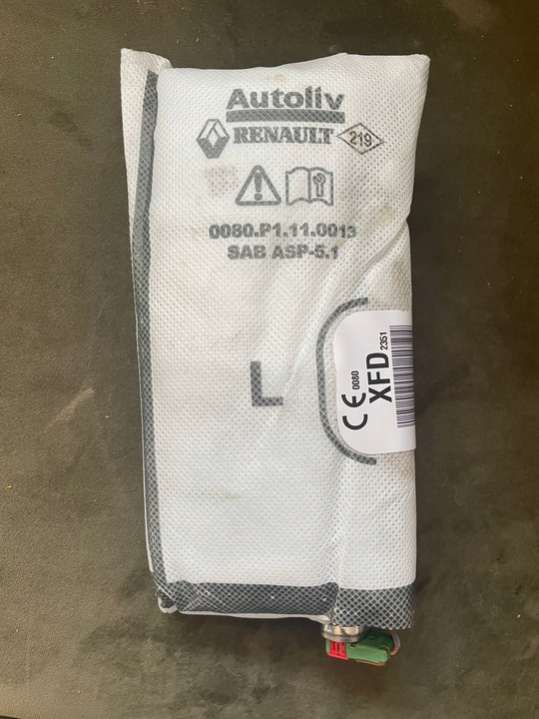 Autoliv
RENAULT 219
0080.P1.11.0013
SAB ASP-5.1
L
CE 0080
XFD 2351